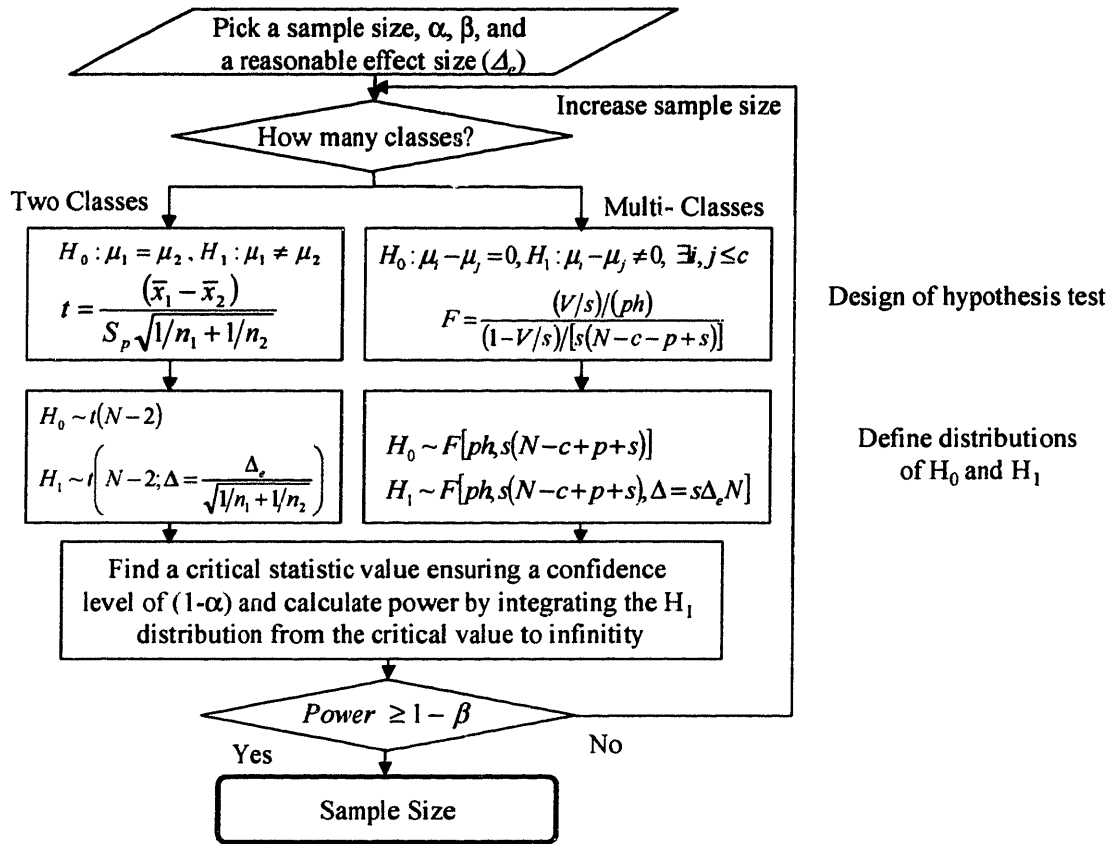 Pick a sample size, α, β, and
a reasonable effect size (Δₑ)
Increase sample size
How many classes?
Two Classes
Multi- Classes
H₀ : μ₁ = μ₂ , H₁ : μ₁ ≠ μ₂
t = (x̄₁ − x̄₂) / S_p √(1/n₁ + 1/n₂)
H₀ : μᵢ − μⱼ = 0, H₁ : μᵢ − μⱼ ≠ 0, ∃i, j ≤ c
F = (V/s)/(ph) / (1−V/s)/[s(N−c−p+s)]
Design of hypothesis test
H₀ ~ t(N−2)
H₁ ~ t(N−2; Δ = Δₑ / √(1/n₁ + 1/n₂))
H₀ ~ F[ph, s(N−c+p+s)]
H₁ ~ F[ph, s(N−c+p+s), Δ = sΔₑN]
Define distributions
of H₀ and H₁
Find a critical statistic value ensuring a confidence
level of (1-α) and calculate power by integrating the H₁
distribution from the critical value to infinitity
Power ≥ 1 − β
Yes
No
Sample Size